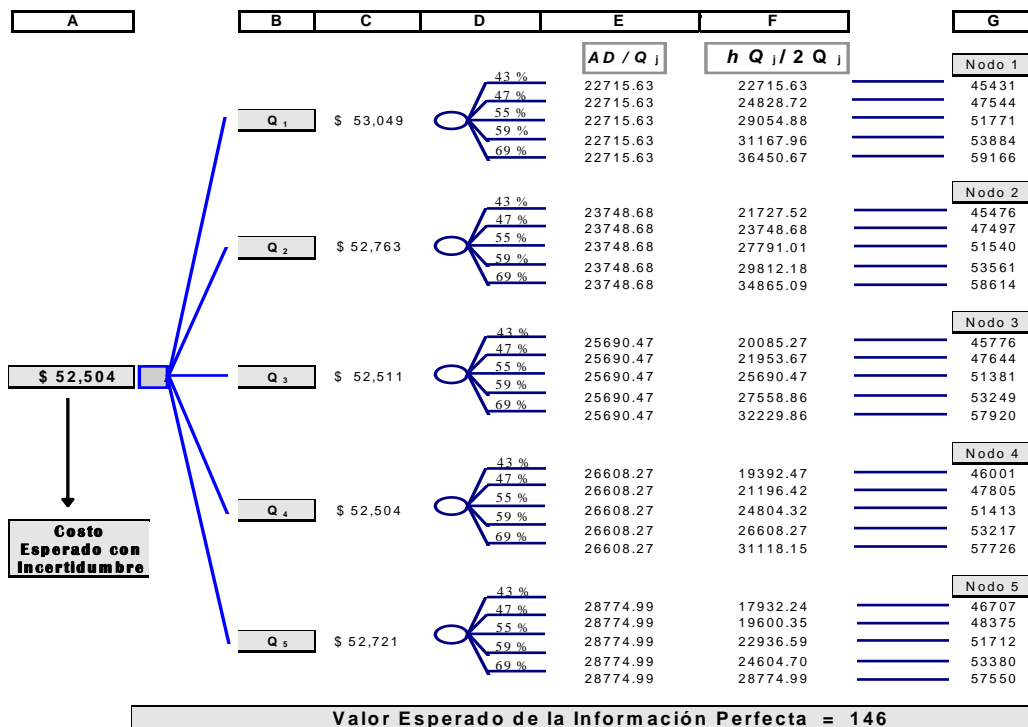 A B C D E F G
AD / Q j h Q j / 2 Q j
Nodo 1
43 % 22715.63 22715.63 45431
47 % 22715.63 24828.72 47544
Q 1 $ 53,049 55 % 22715.63 29054.88 51771
59 % 22715.63 31167.96 53884
69 % 22715.63 36450.67 59166
Nodo 2
43 % 23748.68 21727.52 45476
47 % 23748.68 23748.68 47497
Q 2 $ 52,763 55 % 23748.68 27791.01 51540
59 % 23748.68 29812.18 53561
69 % 23748.68 34865.09 58614
Nodo 3
43 % 25690.47 20085.27 45776
47 % 25690.47 21953.67 47644
$ 52,504 Q 3 $ 52,511 55 % 25690.47 25690.47 51381
59 % 25690.47 27558.86 53249
69 % 25690.47 32229.86 57920
Nodo 4
43 % 26608.27 19392.47 46001
47 % 26608.27 21196.42 47805
Q 4 $ 52,504 55 % 26608.27 24804.32 51413
59 % 26608.27 26608.27 53217
69 % 26608.27 31118.15 57726
Costo
Esperado con
Incertidumbre
Nodo 5
43 % 28774.99 17932.24 46707
47 % 28774.99 19600.35 48375
Q 5 $ 52,721 55 % 28774.99 22936.59 51712
59 % 28774.99 24604.70 53380
69 % 28774.99 28774.99 57550
Valor Esperado de la Información Perfecta = 146